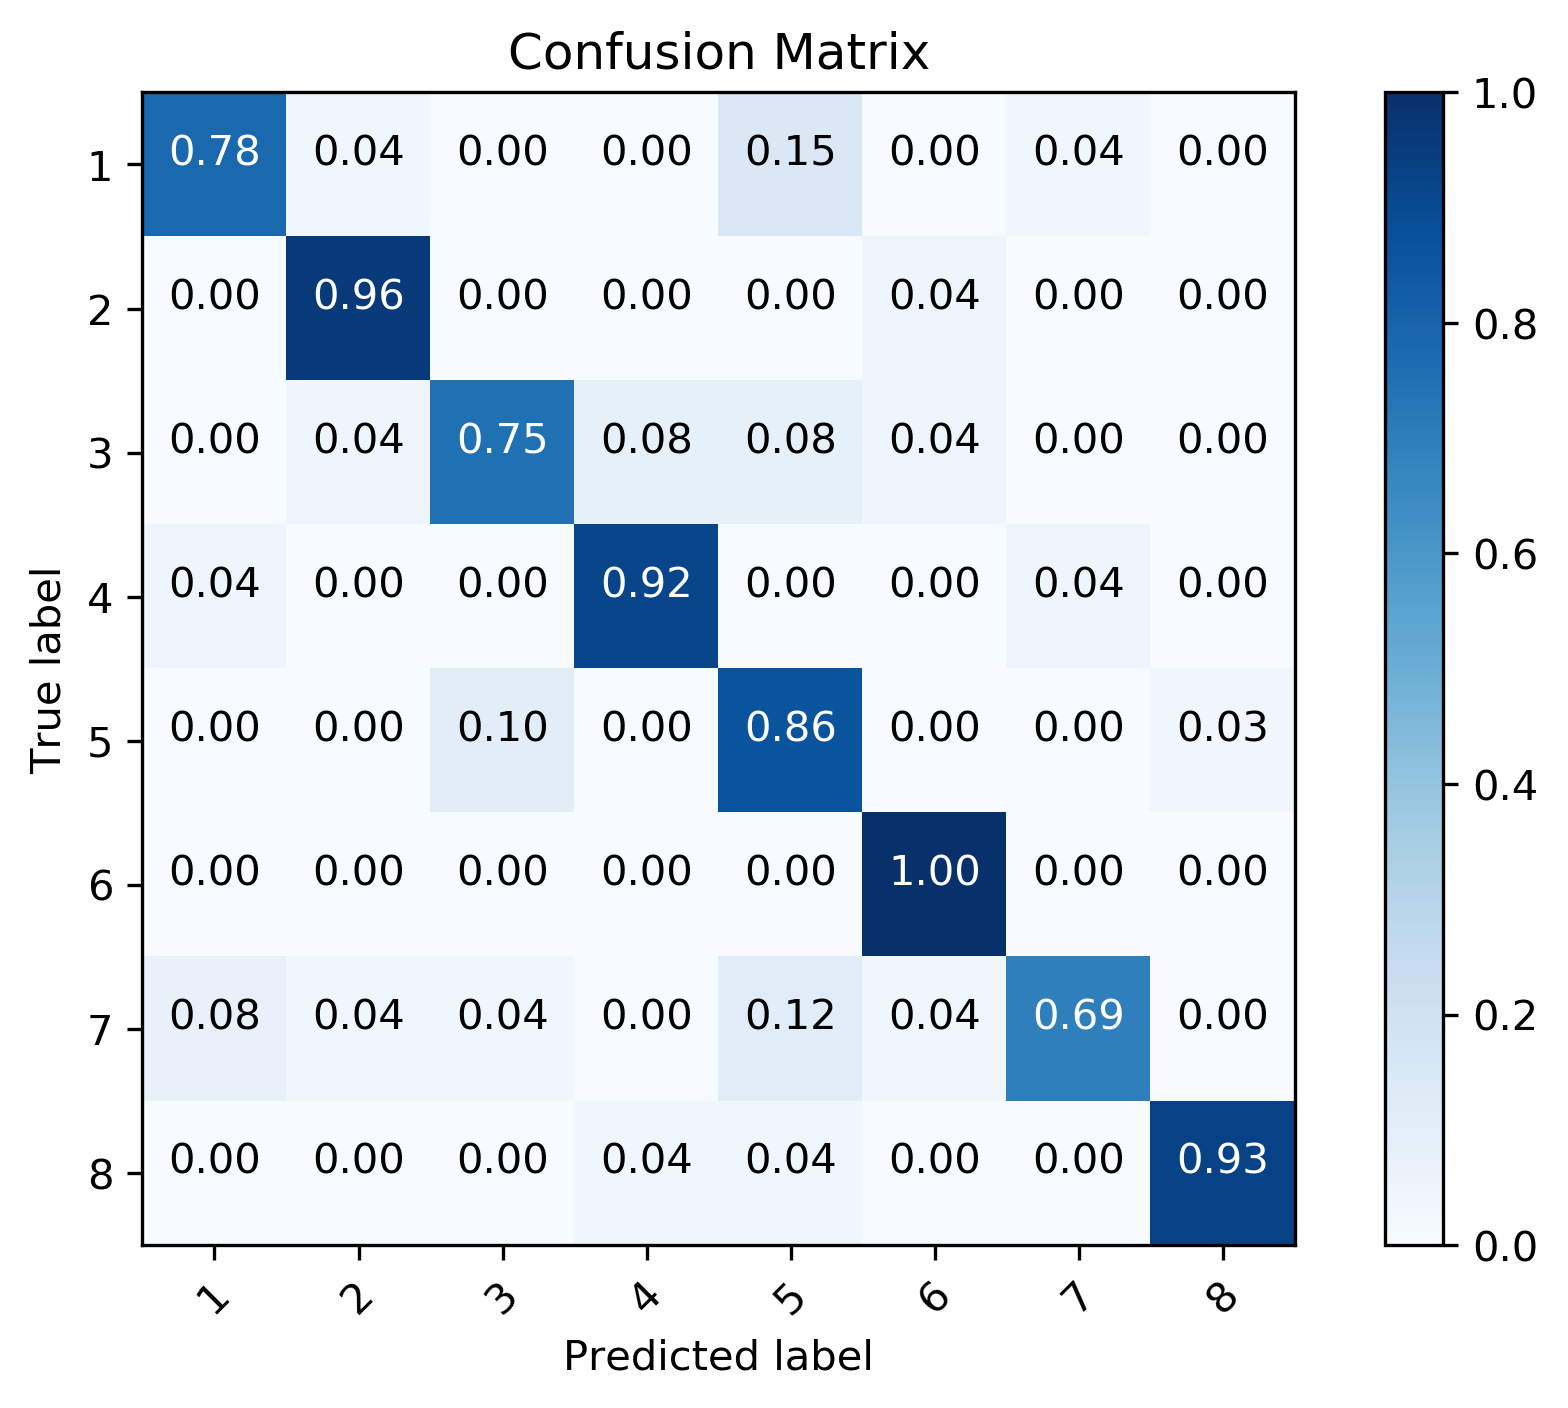 Confusion Matrix
1 0.78 0.04 0.00 0.00 0.15 0.00 0.04 0.00
2 0.00 0.96 0.00 0.00 0.00 0.04 0.00 0.00
3 0.00 0.04 0.75 0.08 0.08 0.04 0.00 0.00
4 0.04 0.00 0.00 0.92 0.00 0.00 0.04 0.00
5 0.00 0.00 0.10 0.00 0.86 0.00 0.00 0.03
6 0.00 0.00 0.00 0.00 0.00 1.00 0.00 0.00
7 0.08 0.04 0.04 0.00 0.12 0.04 0.69 0.00
8 0.00 0.00 0.00 0.04 0.04 0.00 0.00 0.93
1 2 3 4 5 6 7 8
Predicted label
True label
1.0
0.8
0.6
0.4
0.2
0.0